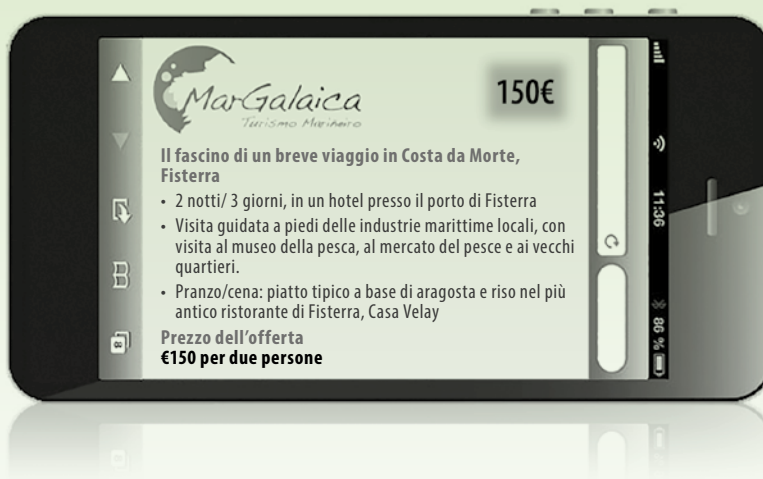 MarGalaica
Turismo Mariñeiro
150€
Il fascino di un breve viaggio in Costa da Morte,
Fisterra
• 2 notti/ 3 giorni, in un hotel presso il porto di Fisterra
• Visita guidata a piedi delle industrie marittime locali, con
visita al museo della pesca, al mercato del pesce e ai vecchi
quartieri.
• Pranzo/cena: piatto tipico a base di aragosta e riso nel più
antico ristorante di Fisterra, Casa Velay
Prezzo dell'offerta
€150 per due persone
11:36
86 %
8